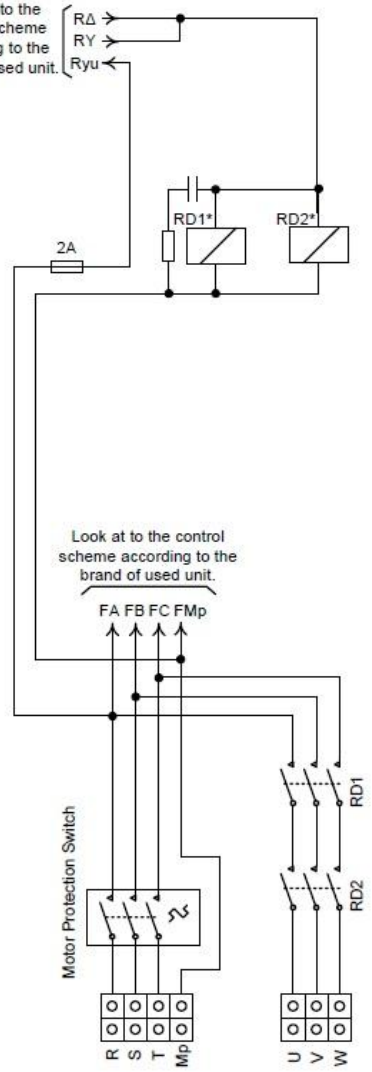 to the
scheme
g to the
sed unit.
RΔ
RY
Ryu
RD1*
RD2*
2A
Look at to the control
scheme according to the
brand of used unit.
FA FB FC FMp
RD1
RD2
Motor Protection Switch
R S T Mp
U V W